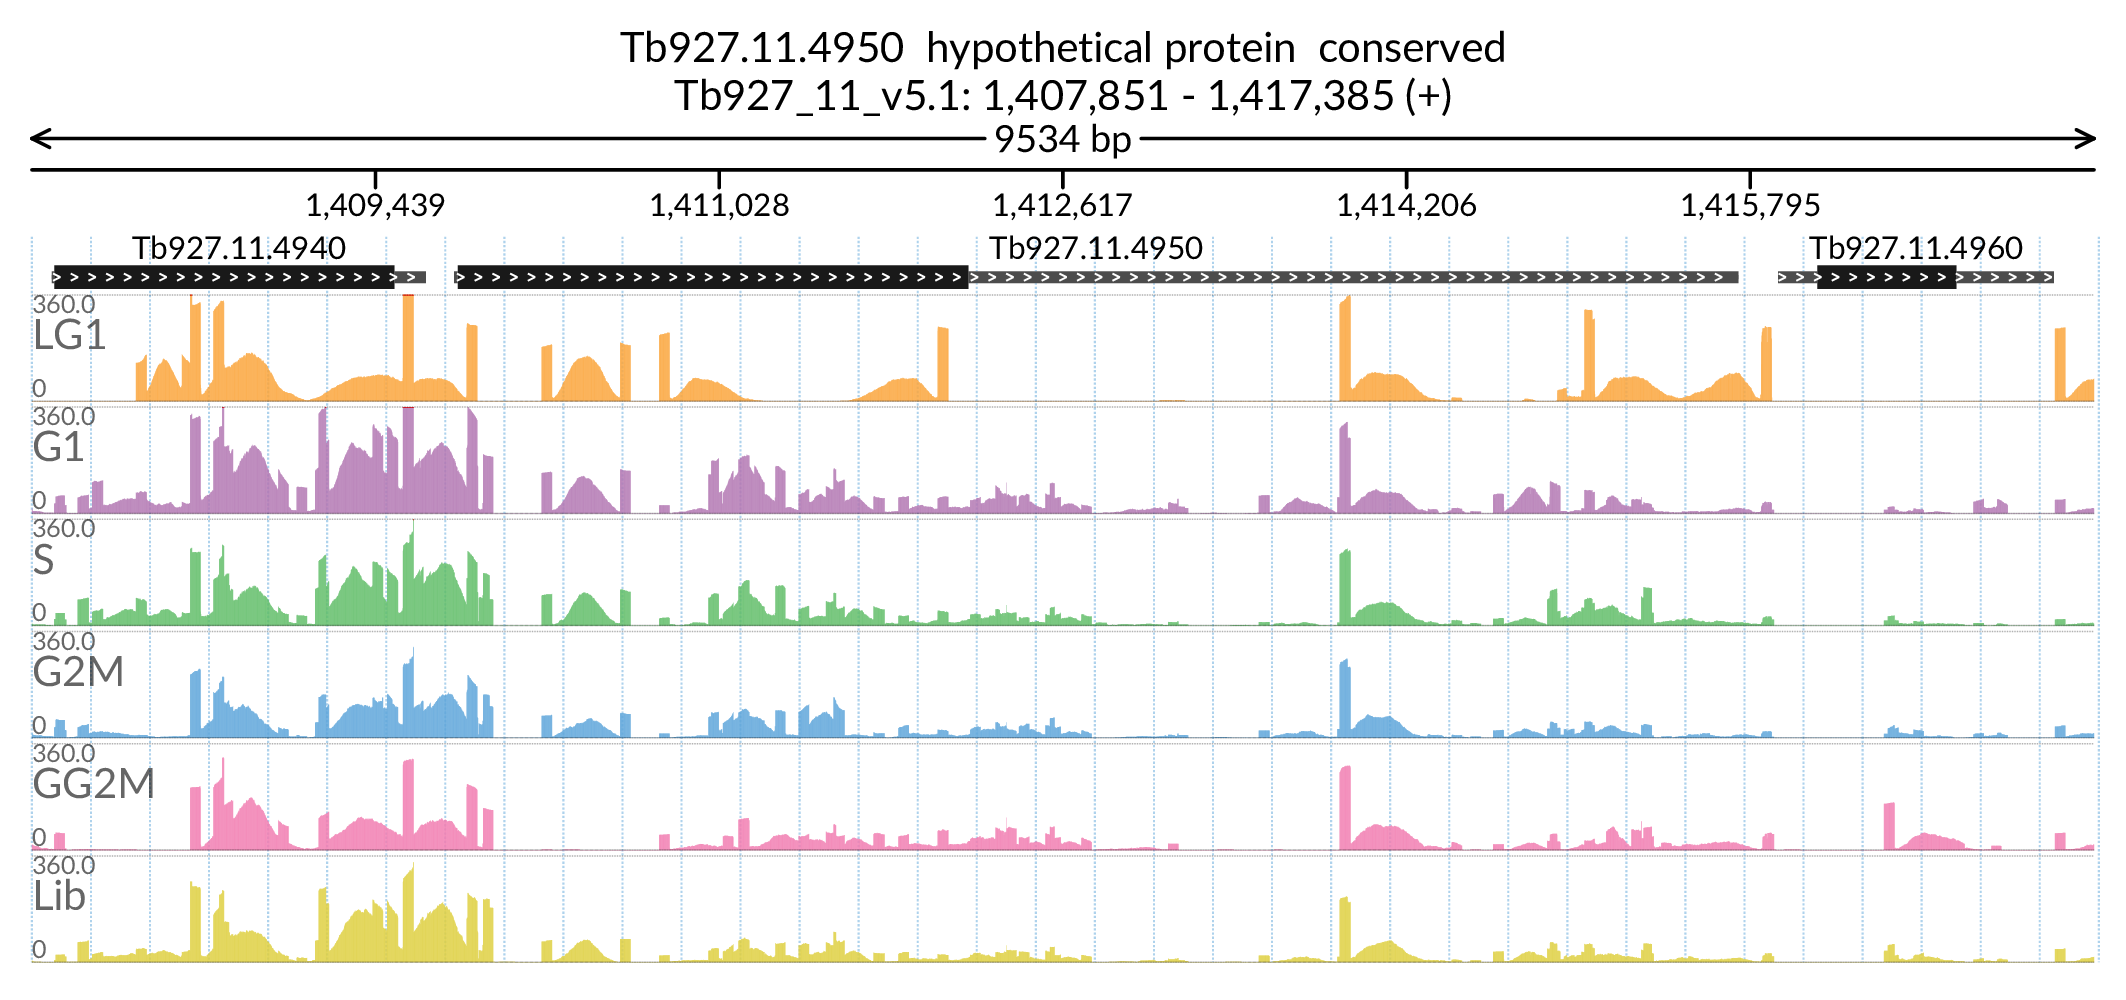 Tb927.11.4950  hypothetical protein  conserved
Tb927_11_v5.1: 1,407,851 - 1,417,385 (+)
9534 bp
1,409,439 1,411,028 1,412,617 1,414,206 1,415,795
Tb927.11.4940 Tb927.11.4950 Tb927.11.4960
360.0
LG1
0
360.0
G1
0
360.0
S
0
360.0
G2M
0
360.0
GG2M
0
360.0
Lib
0